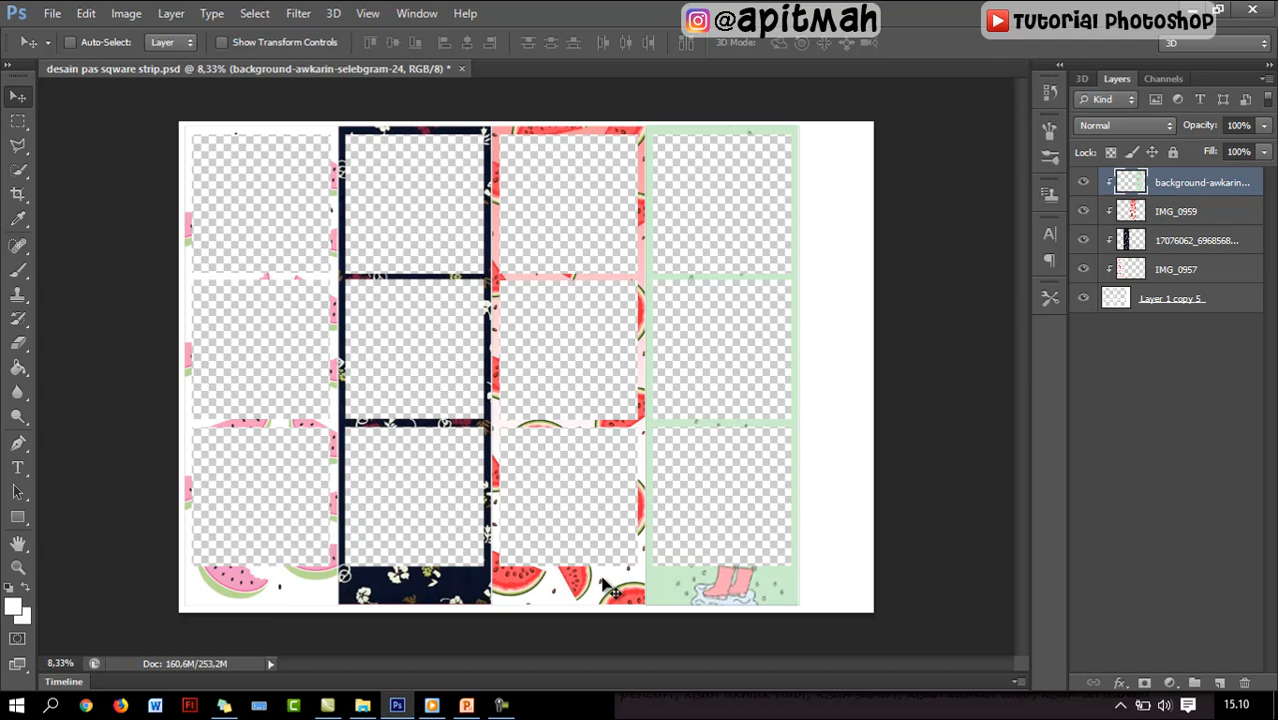 Ps File Edit Image Layer Type Select Filter 3D View Window Help
@apitmah
Tutorial Photoshop
Auto-Select: Layer Show Transform Controls 3D Mode: 3D
desain pas sqware strip.psd @ 8,33% (background-awkarin-selebgram-24, RGB/8) * ×
3D Layers Channels
Kind
Normal Opacity: 100%
Lock: Fill: 100%
background-awkarin...
IMG_0959
17076062_6968568...
IMG_0957
Layer 1 copy 5
8,33% Doc: 160,6M/253,2M
Timeline
15.10